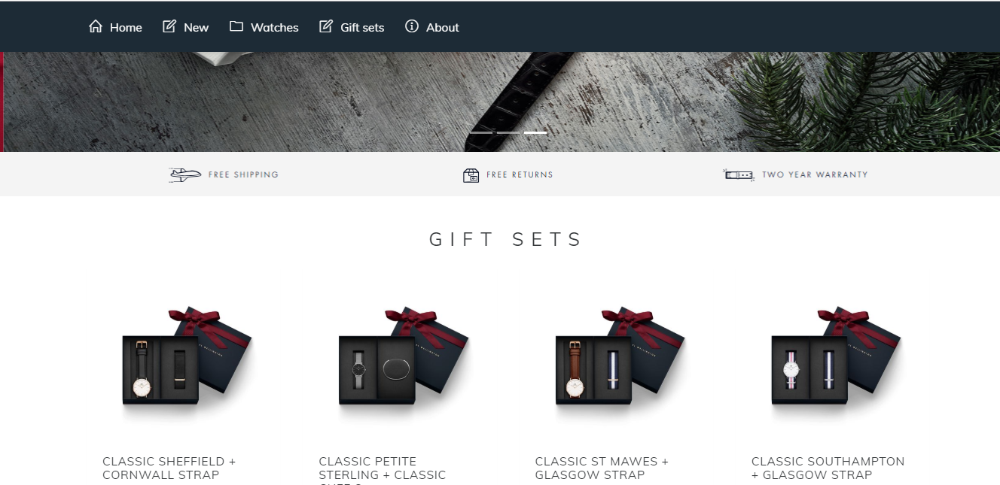 Home New Watches Gift sets About
FREE SHIPPING FREE RETURNS TWO YEAR WARRANTY
GIFT SETS
CLASSIC SHEFFIELD +
CORNWALL STRAP
CLASSIC PETITE
STERLING + CLASSIC
CLASSIC ST MAWES +
GLASGOW STRAP
CLASSIC SOUTHAMPTON
+ GLASGOW STRAP